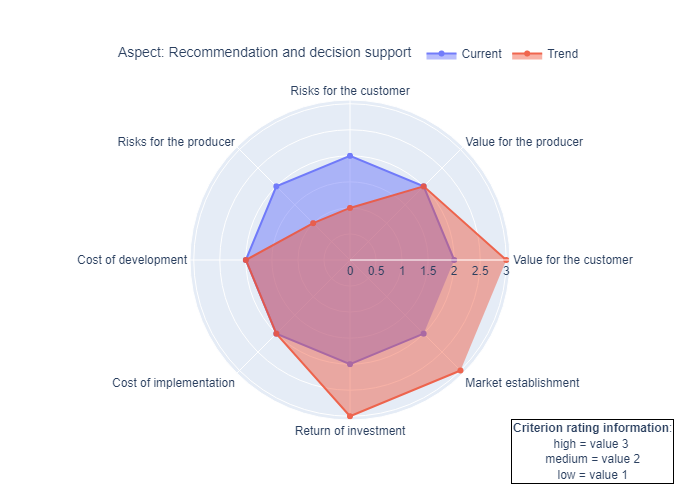 Aspect: Recommendation and decision support
Current
Trend
Risks for the customer
Risks for the producer
Value for the producer
Cost of development
Value for the customer
0 0.5 1 1.5 2 2.5 3
Cost of implementation
Market establishment
Return of investment
Criterion rating information:
high = value 3
medium = value 2
low = value 1